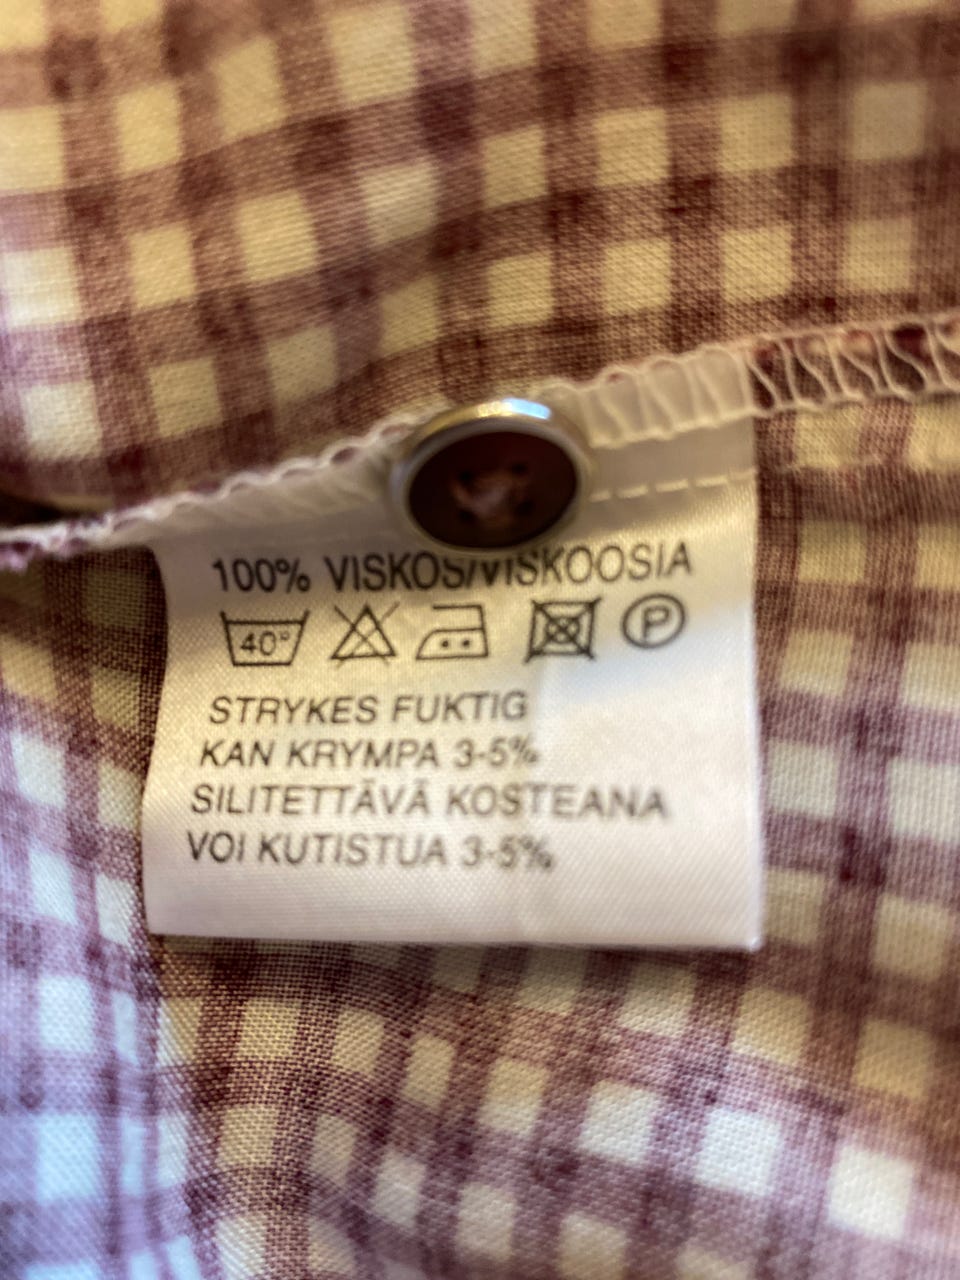 100% VISKOS/VISKOOSIA
40° P
STRYKES FUKTIG
KAN KRYMPA 3-5%
SILITETTÄVÄ KOSTEANA
VOI KUTISTUA 3-5%